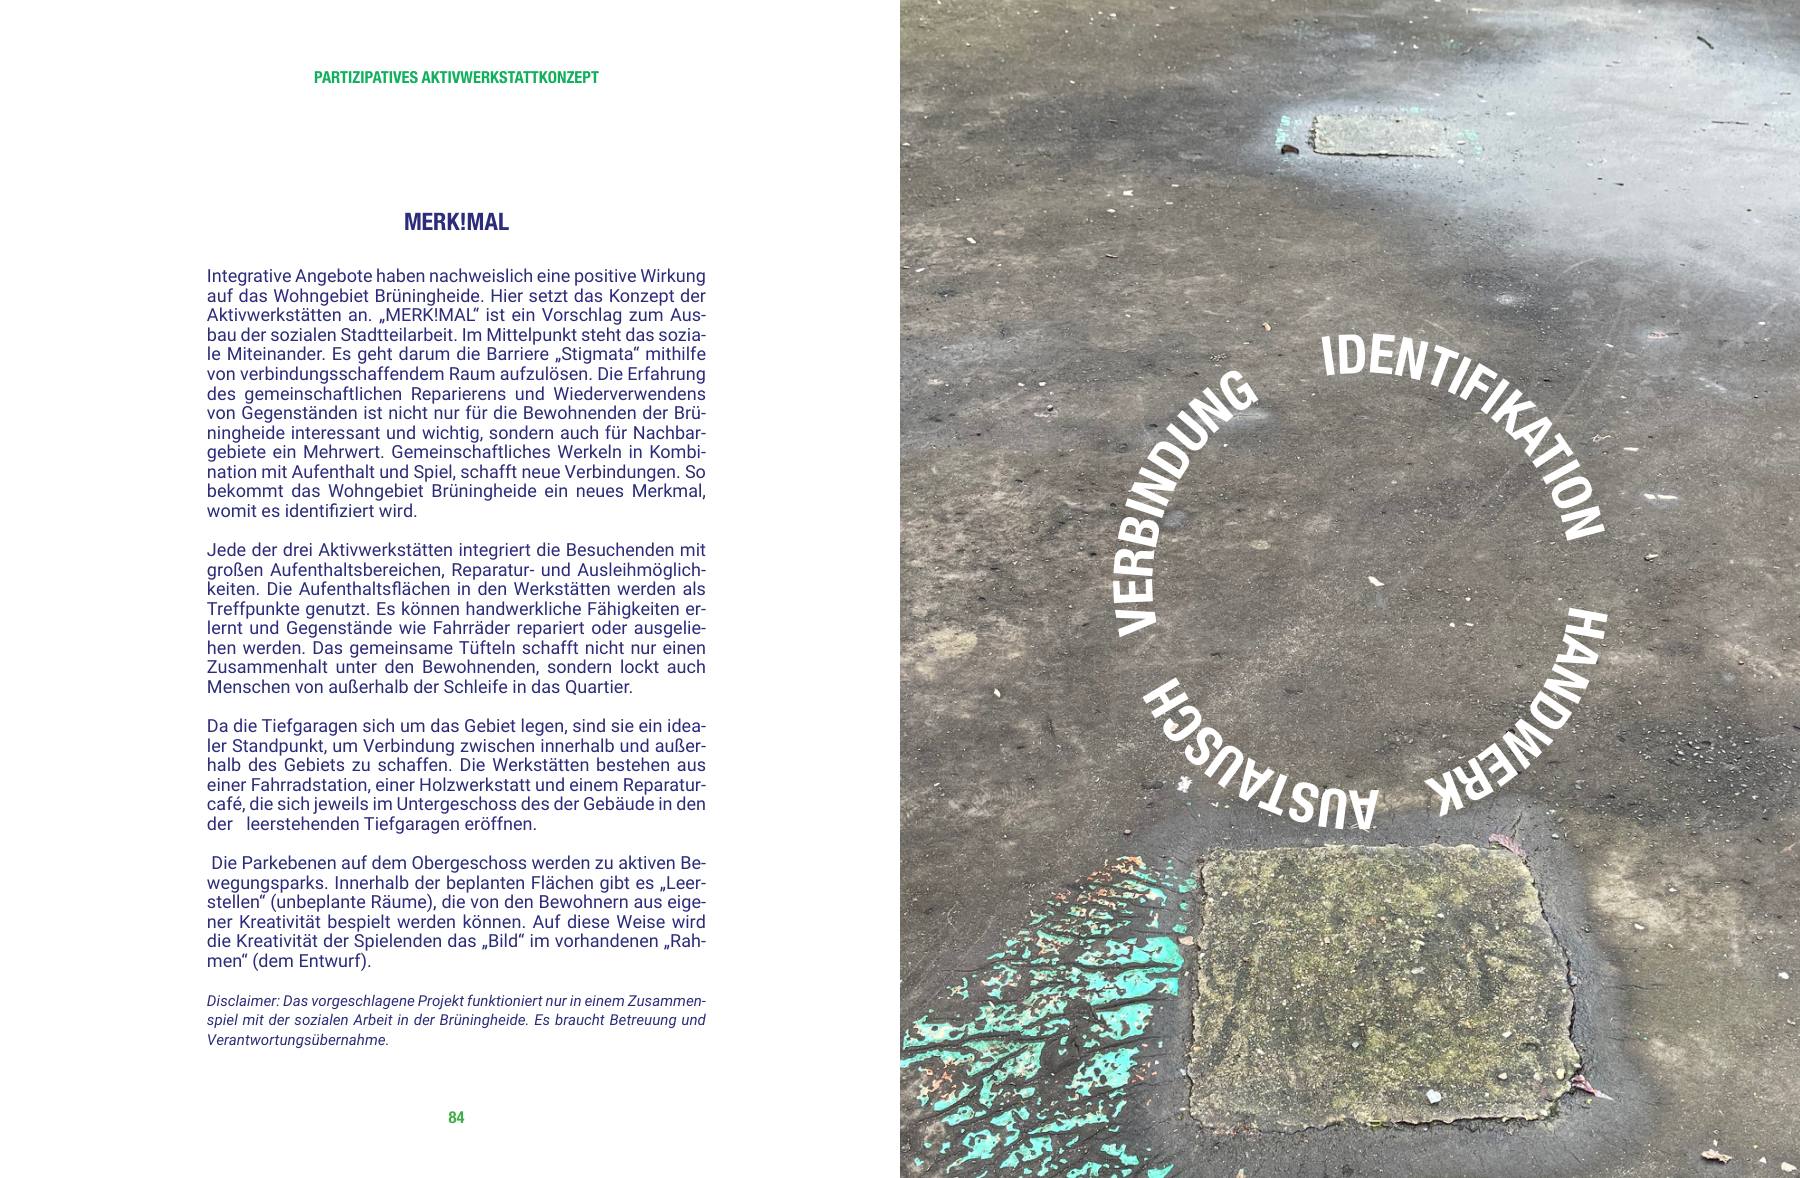 PARTIZIPATIVES AKTIVWERKSTATTKONZEPT
MERK!MAL
Integrative Angebote haben nachweislich eine positive Wirkung
auf das Wohngebiet Brüningheide. Hier setzt das Konzept der
Aktivwerkstätten an. „MERK!MAL“ ist ein Vorschlag zum Aus-
bau der sozialen Stadtteilarbeit. Im Mittelpunkt steht das sozia-
le Miteinander. Es geht darum die Barriere „Stigmata“ mithilfe
von verbindungsschaffendem Raum aufzulösen. Die Erfahrung
des gemeinschaftlichen Reparierens und Wiederverwendens
von Gegenständen ist nicht nur für die Bewohnenden der Brü-
ningheide interessant und wichtig, sondern auch für Nachbar-
gebiete ein Mehrwert. Gemeinschaftliches Werkeln in Kombi-
nation mit Aufenthalt und Spiel, schafft neue Verbindungen. So
bekommt das Wohngebiet Brüningheide ein neues Merkmal,
womit es identifiziert wird.
Jede der drei Aktivwerkstätten integriert die Besuchenden mit
großen Aufenthaltsbereichen, Reparatur- und Ausleihmöglich-
keiten. Die Aufenthaltsflächen in den Werkstätten werden als
Treffpunkte genutzt. Es können handwerkliche Fähigkeiten er-
lernt und Gegenstände wie Fahrräder repariert oder ausgelie-
hen werden. Das gemeinsame Tüfteln schafft nicht nur einen
Zusammenhalt unter den Bewohnenden, sondern lockt auch
Menschen von außerhalb der Schleife in das Quartier.
Da die Tiefgaragen sich um das Gebiet legen, sind sie ein idea-
ler Standpunkt, um Verbindung zwischen innerhalb und außer-
halb des Gebiets zu schaffen. Die Werkstätten bestehen aus
einer Fahrradstation, einer Holzwerkstatt und einem Reparatur-
café, die sich jeweils im Untergeschoss des der Gebäude in den
der leerstehenden Tiefgaragen eröffnen.
Die Parkebenen auf dem Obergeschoss werden zu aktiven Be-
wegungsparks. Innerhalb der beplanten Flächen gibt es „Leer-
stellen“ (unbeplante Räume), die von den Bewohnern aus eige-
ner Kreativität bespielt werden können. Auf diese Weise wird
die Kreativität der Spielenden das „Bild“ im vorhandenen „Rah-
men“ (dem Entwurf).
Disclaimer: Das vorgeschlagene Projekt funktioniert nur in einem Zusammen-
spiel mit der sozialen Arbeit in der Brüningheide. Es braucht Betreuung und
Verantwortungsübernahme.
84
IDENTIFIKATION
HANDWERK
AUSTAUSCH
VERBINDUNG